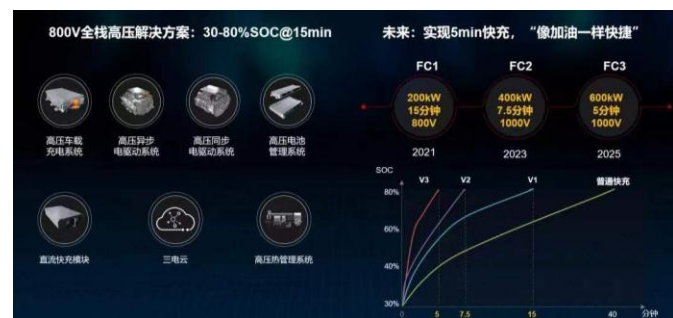 800V全栈高压解决方案：30-80%SOC@15min
高压车载
充电系统
高压异步
电驱动系统
高压同步
电驱动系统
高压电池
管理系统
直流快充模块
三电云
高压热管理系统
未来：实现5min快充，“像加油一样快捷”
FC1
FC2
FC3
200kW
15分钟
800V
400kW
7.5分钟
1000V
600kW
5分钟
1000V
2021
2023
2025
SOC
V3
V2
V1
普通快充
80%
60%
40%
30%
0
5
7.5
15
40
分钟